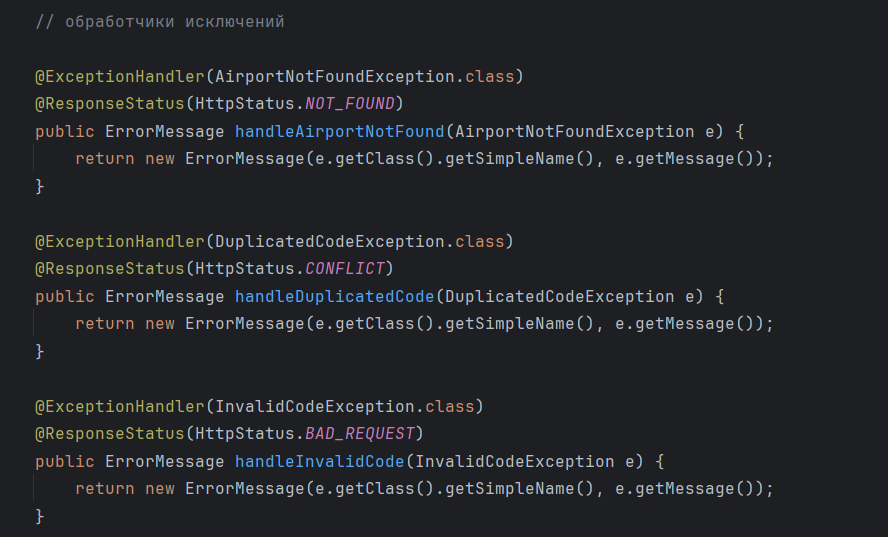 // обработчики исключений
@ExceptionHandler(AirportNotFoundException.class)
@ResponseStatus(HttpStatus.NOT_FOUND)
public ErrorMessage handleAirportNotFound(AirportNotFoundException e) {
return new ErrorMessage(e.getClass().getSimpleName(), e.getMessage());
}
@ExceptionHandler(DuplicatedCodeException.class)
@ResponseStatus(HttpStatus.CONFLICT)
public ErrorMessage handleDuplicatedCode(DuplicatedCodeException e) {
return new ErrorMessage(e.getClass().getSimpleName(), e.getMessage());
}
@ExceptionHandler(InvalidCodeException.class)
@ResponseStatus(HttpStatus.BAD_REQUEST)
public ErrorMessage handleInvalidCode(InvalidCodeException e) {
return new ErrorMessage(e.getClass().getSimpleName(), e.getMessage());
}